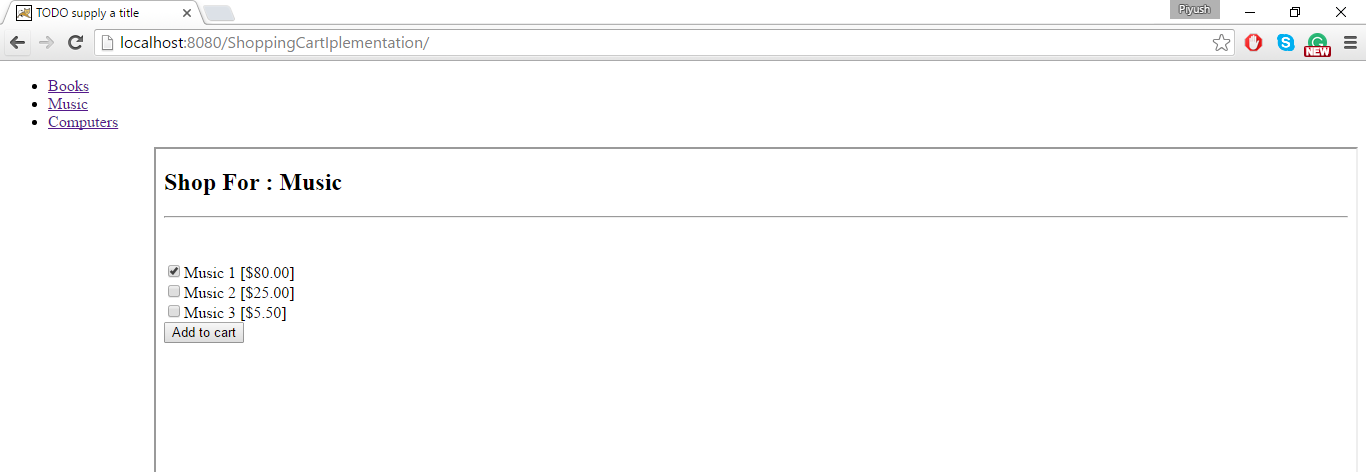 TODO supply a title
Piyush
localhost:8080/ShoppingCartIplementation/
NEW
Books
Music
Computers
Shop For : Music
Music 1 [$80.00]
Music 2 [$25.00]
Music 3 [$5.50]
Add to cart